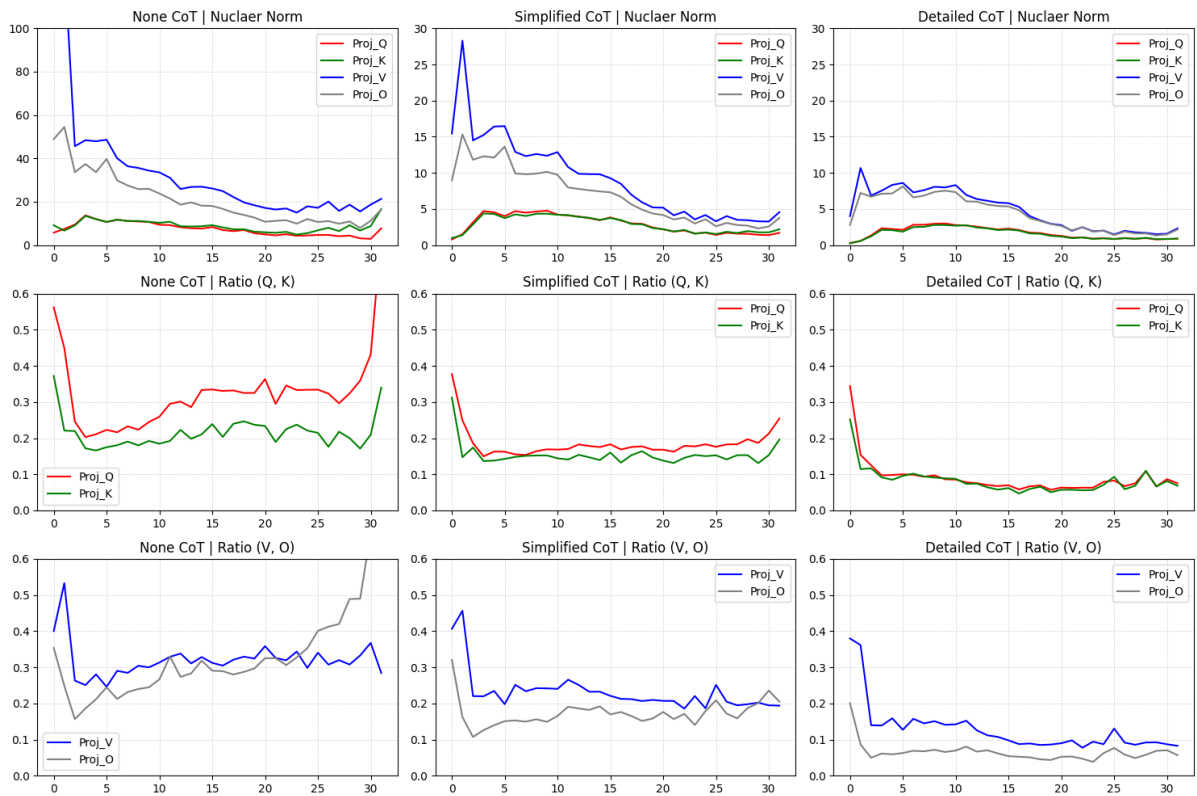 None CoT | Nuclaer Norm
Simplified CoT | Nuclaer Norm
Detailed CoT | Nuclaer Norm
100
80
60
40
20
0
Proj_Q
Proj_K
Proj_V
Proj_O
0 5 10 15 20 25 30
30
25
20
15
10
5
0
Proj_Q
Proj_K
Proj_V
Proj_O
0 5 10 15 20 25 30
30
25
20
15
10
5
0
Proj_Q
Proj_K
Proj_V
Proj_O
0 5 10 15 20 25 30
None CoT | Ratio (Q, K)
Simplified CoT | Ratio (Q, K)
Detailed CoT | Ratio (Q, K)
0.6
0.5
0.4
0.3
0.2
0.1
0.0
Proj_Q
Proj_K
0 5 10 15 20 25 30
0.6
0.5
0.4
0.3
0.2
0.1
0.0
Proj_Q
Proj_K
0 5 10 15 20 25 30
0.6
0.5
0.4
0.3
0.2
0.1
0.0
Proj_Q
Proj_K
0 5 10 15 20 25 30
None CoT | Ratio (V, O)
Simplified CoT | Ratio (V, O)
Detailed CoT | Ratio (V, O)
0.6
0.5
0.4
0.3
0.2
0.1
0.0
Proj_V
Proj_O
0 5 10 15 20 25 30
0.6
0.5
0.4
0.3
0.2
0.1
0.0
Proj_V
Proj_O
0 5 10 15 20 25 30
0.6
0.5
0.4
0.3
0.2
0.1
0.0
Proj_V
Proj_O
0 5 10 15 20 25 30